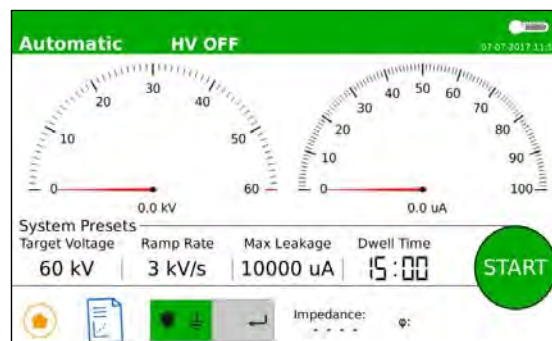 Automatic HV OFF
07-07-2017
0 10 20 30 40 50 60
0.0 kV
0 10 20 30 40 50 60 70 80 90 100
0.0 uA
System Presets
Target Voltage Ramp Rate Max Leakage Dwell Time
60 kV 3 kV/s 10000 uA 15:00
START
Impedance: φ:
- - - -